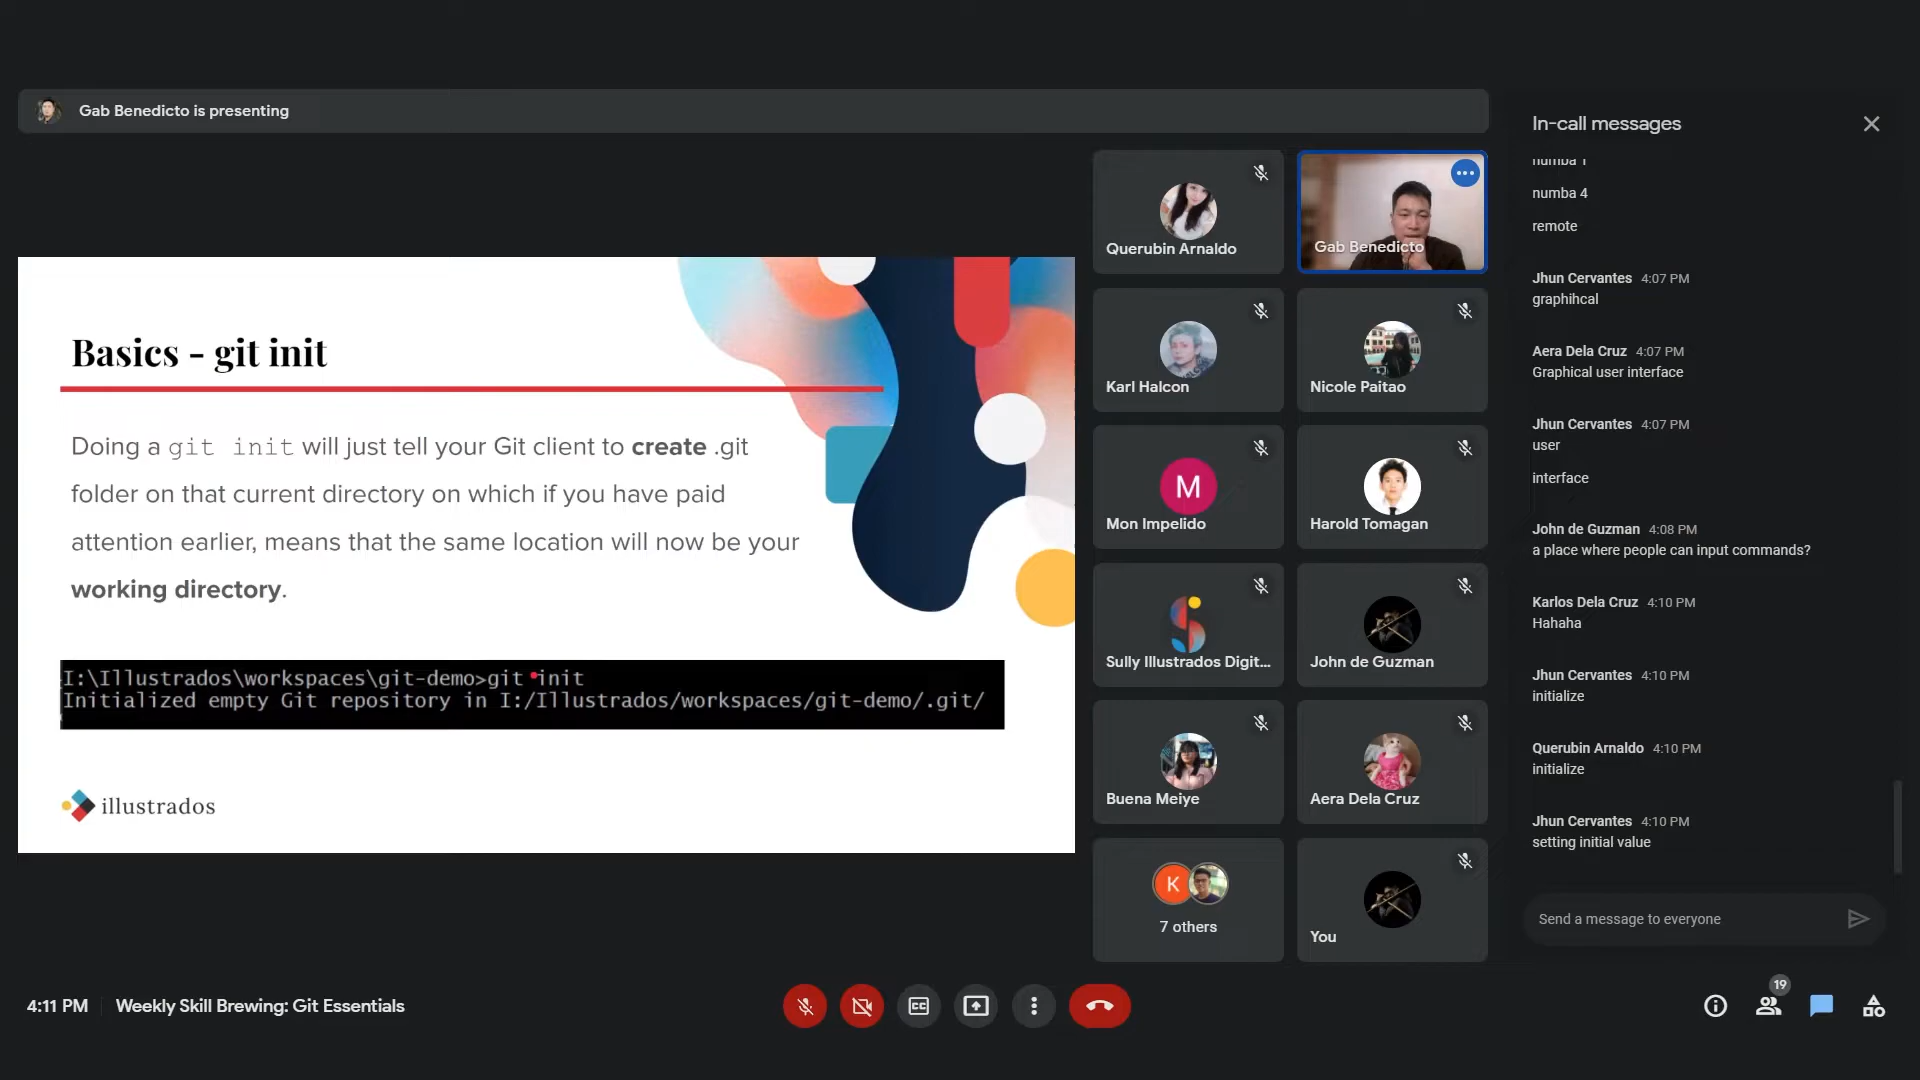 Gab Benedicto is presenting
Basics - git init
Doing a git init will just tell your Git client to create .git
folder on that current directory on which if you have paid
attention earlier, means that the same location will now be your
working directory.
I:\Illustrados\workspaces\git-demo>git init
Initialized empty Git repository in I:/Illustrados/workspaces/git-demo/.git/
illustrados
Querubin Arnaldo
Gab Benedicto
Karl Halcon
Nicole Paitao
M
Mon Impelido
Harold Tomagan
Sully Illustrados Digit...
John de Guzman
Buena Meiye
Aera Dela Cruz
K
7 others
You
In-call messages
numba 1
numba 4
remote
Jhun Cervantes 4:07 PM
graphihcal
Aera Dela Cruz 4:07 PM
Graphical user interface
Jhun Cervantes 4:07 PM
user
interface
John de Guzman 4:08 PM
a place where people can input commands?
Karlos Dela Cruz 4:10 PM
Hahaha
Jhun Cervantes 4:10 PM
initialize
Querubin Arnaldo 4:10 PM
initialize
Jhun Cervantes 4:10 PM
setting initial value
Send a message to everyone
4:11 PM
Weekly Skill Brewing: Git Essentials
CC
19